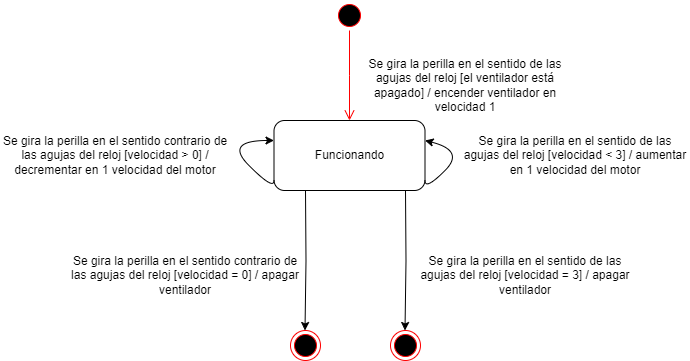 Se gira la perilla en el sentido de las
agujas del reloj [el ventilador está
apagado] / encender ventilador en
velocidad 1
Se gira la perilla en el sentido contrario de
las agujas del reloj [velocidad > 0] /
decrementar en 1 velocidad del motor
Funcionando
Se gira la perilla en el sentido de las
agujas del reloj [velocidad < 3] / aumentar
en 1 velocidad del motor
Se gira la perilla en el sentido contrario de
las agujas del reloj [velocidad = 0] / apagar
ventilador
Se gira la perilla en el sentido de las
agujas del reloj [velocidad = 3] / apagar
ventilador